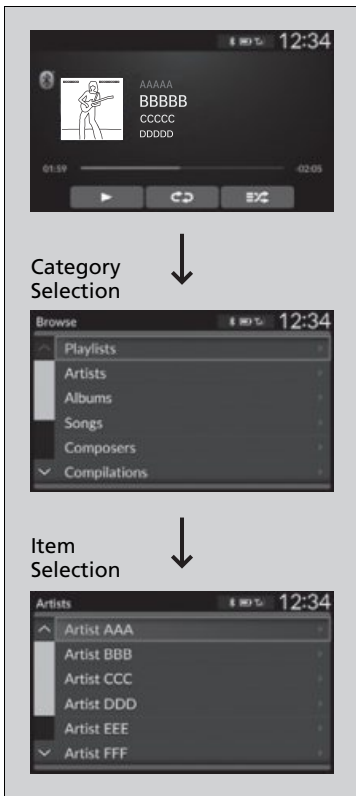 12:34
AAAAA
BBBBB
CCCCC
DDDDD
01:59 -02:05
Category
Selection
Browse 12:34
Playlists
Artists
Albums
Songs
Composers
Compilations
Item
Selection
Artists 12:34
Artist AAA
Artist BBB
Artist CCC
Artist DDD
Artist EEE
Artist FFF